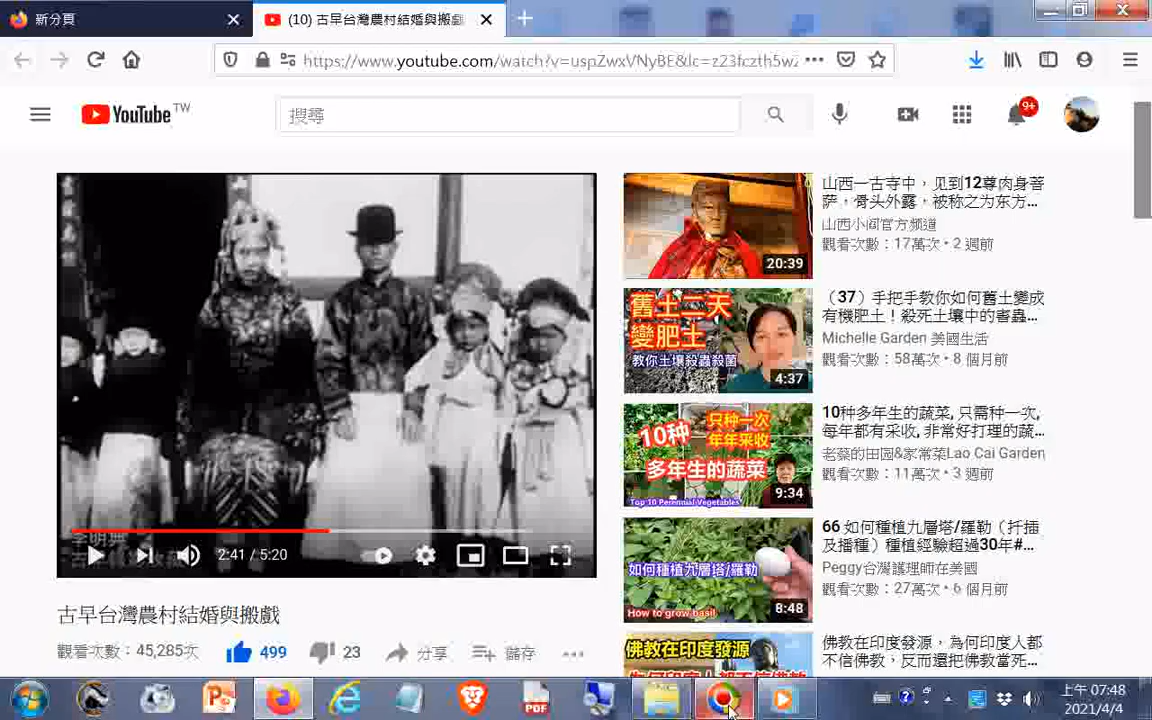 新分頁
(10) 古早台灣農村結婚與搬戲
https://www.youtube.com/watch?v=uspZwxVNyBE&lc=z23fczth5w
YouTube TW
搜尋
9+
20:39
山西一古寺中，见到12尊肉身菩
萨，骨头外露，被称之为东方...
山西小阎官方频道
觀看次數：17萬次 • 2 週前
舊土二天
變肥土
教你土壤殺蟲殺菌
4:37
（37）手把手教你如何舊土變成
有機肥土！殺死土壤中的害蟲...
Michelle Garden 美國生活
觀看次數：58萬次 • 8 個月前
10种
只种一次
年年采收
多年生的蔬菜
Top 10 Perennial Vegetables
9:34
10种多年生的蔬菜, 只需种一次,
每年都有采收, 非常好打理的蔬...
老蔡的田园&家常菜Lao Cai Garden
觀看次數：11萬次 • 3 週前
如何種植九層塔/羅勒
How to grow basil
8:48
66 如何種植九層塔/羅勒（扦插
及播種）種植經驗超過30年#...
Peggy台灣護理師在美國
觀看次數：27萬次 • 6 個月前
佛教在印度發源
佛教在印度發源，為何印度人都
不信佛教，反而還把佛教當死...
2:41 / 5:20
古早台灣農村結婚與搬戲
觀看次數：45,285次
499
23
分享
儲存
PDF
上午 07:48
2021/4/4